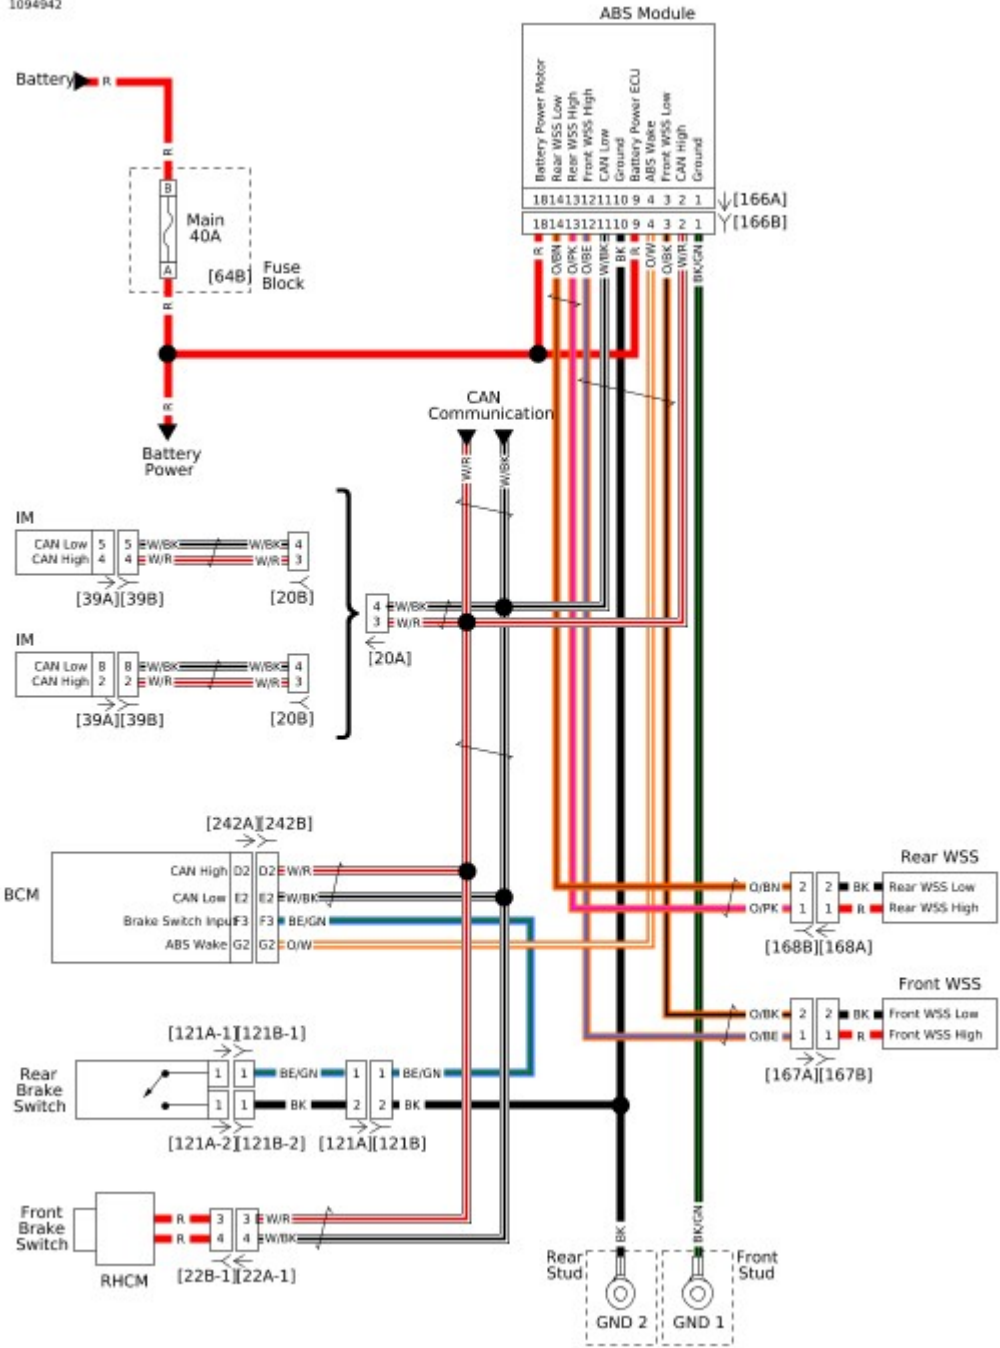 1094942
ABS Module
Battery
R
R
B
Main
40A
A
[64B]
Fuse
Block
R
R
Battery
Power
Battery Power Motor
Rear WSS Low
Rear WSS High
Front WSS High
CAN Low
Ground
Battery Power ECU
ABS Wake
Front WSS Low
CAN High
Ground
18 14 13 12 11 10 9 4 3 2 1
[166A]
18 14 13 12 11 10 9 4 3 2 1
[166B]
R
O/BN
O/PK
O/BE
W/BK
BK
R
O/W
O/BK
W/R
BK/GN
CAN
Communication
W/R
W/BK
IM
CAN Low 5 5 W/BK W/BK 4
CAN High 4 4 W/R W/R 3
[39A][39B]
[20B]
4 W/BK
3 W/R
[20A]
IM
CAN Low 8 8 W/BK W/BK 4
CAN High 2 2 W/R W/R 3
[39A][39B]
[20B]
[242A][242B]
BCM
CAN High D2 D2 W/R
CAN Low E2 E2 W/BK
Brake Switch Input F3 F3 BE/GN
ABS Wake G2 G2 O/W
Rear WSS
O/BN 2 2 BK Rear WSS Low
O/PK 1 1 R Rear WSS High
[168B][168A]
Front WSS
O/BK 2 2 BK Front WSS Low
O/BE 1 1 R Front WSS High
[167A][167B]
[121A-1][121B-1]
Rear
Brake
Switch
1 1 BE/GN 1 1 BE/GN
1 1 BK 2 2 BK
[121A-2][121B-2]
[121A][121B]
Front
Brake
Switch
R 3 3 W/R
R 4 4 W/BK
RHCM
[22B-1][22A-1]
BK
BK/GN
Rear
Stud
GND 2
GND 1
Front
Stud